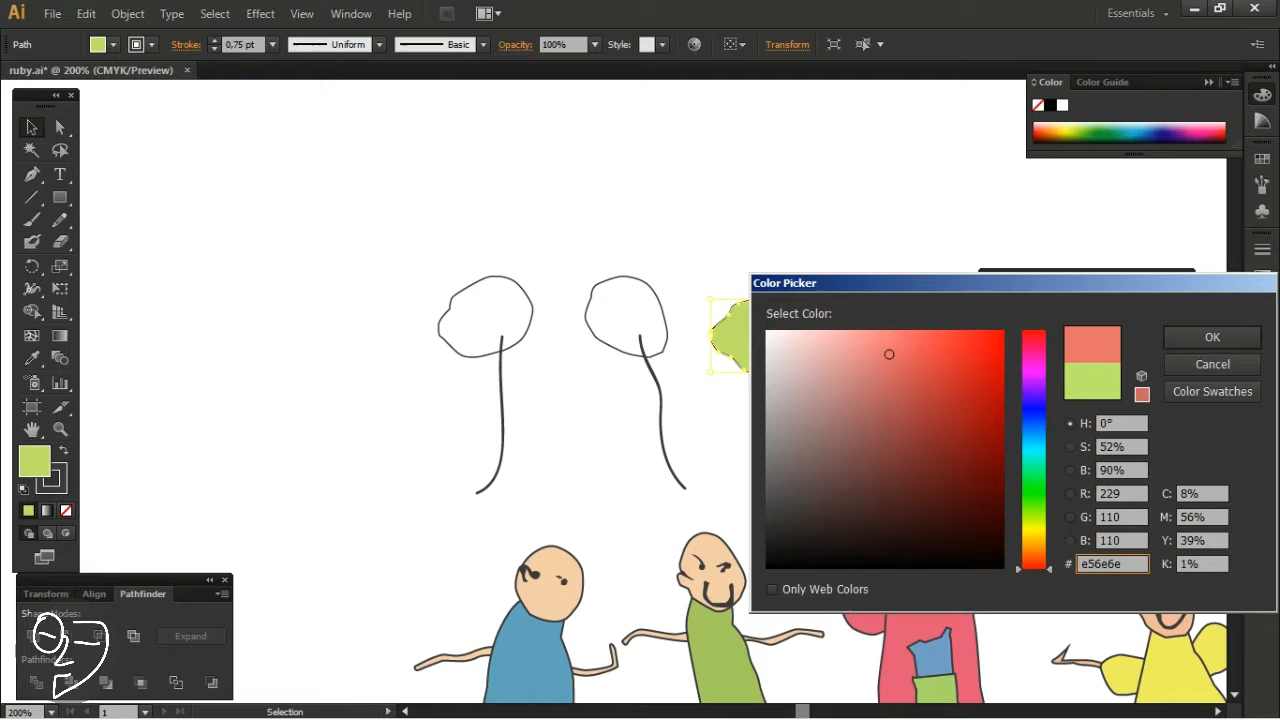 Ai File Edit Object Type Select Effect View Window Help Essentials
Path Stroke: 0,75 pt Uniform Basic Opacity: 100% Style: Transform
ruby.ai* @ 200% (CMYK/Preview)
Color Color Guide
Color Picker
Select Color:
OK
Cancel
Color Swatches
H: 0°
S: 52%
B: 90%
R: 229 C: 8%
G: 110 M: 56%
B: 110 Y: 39%
# e56e6e K: 1%
Only Web Colors
Transform Align Pathfinder
Expand
200% 1 Selection